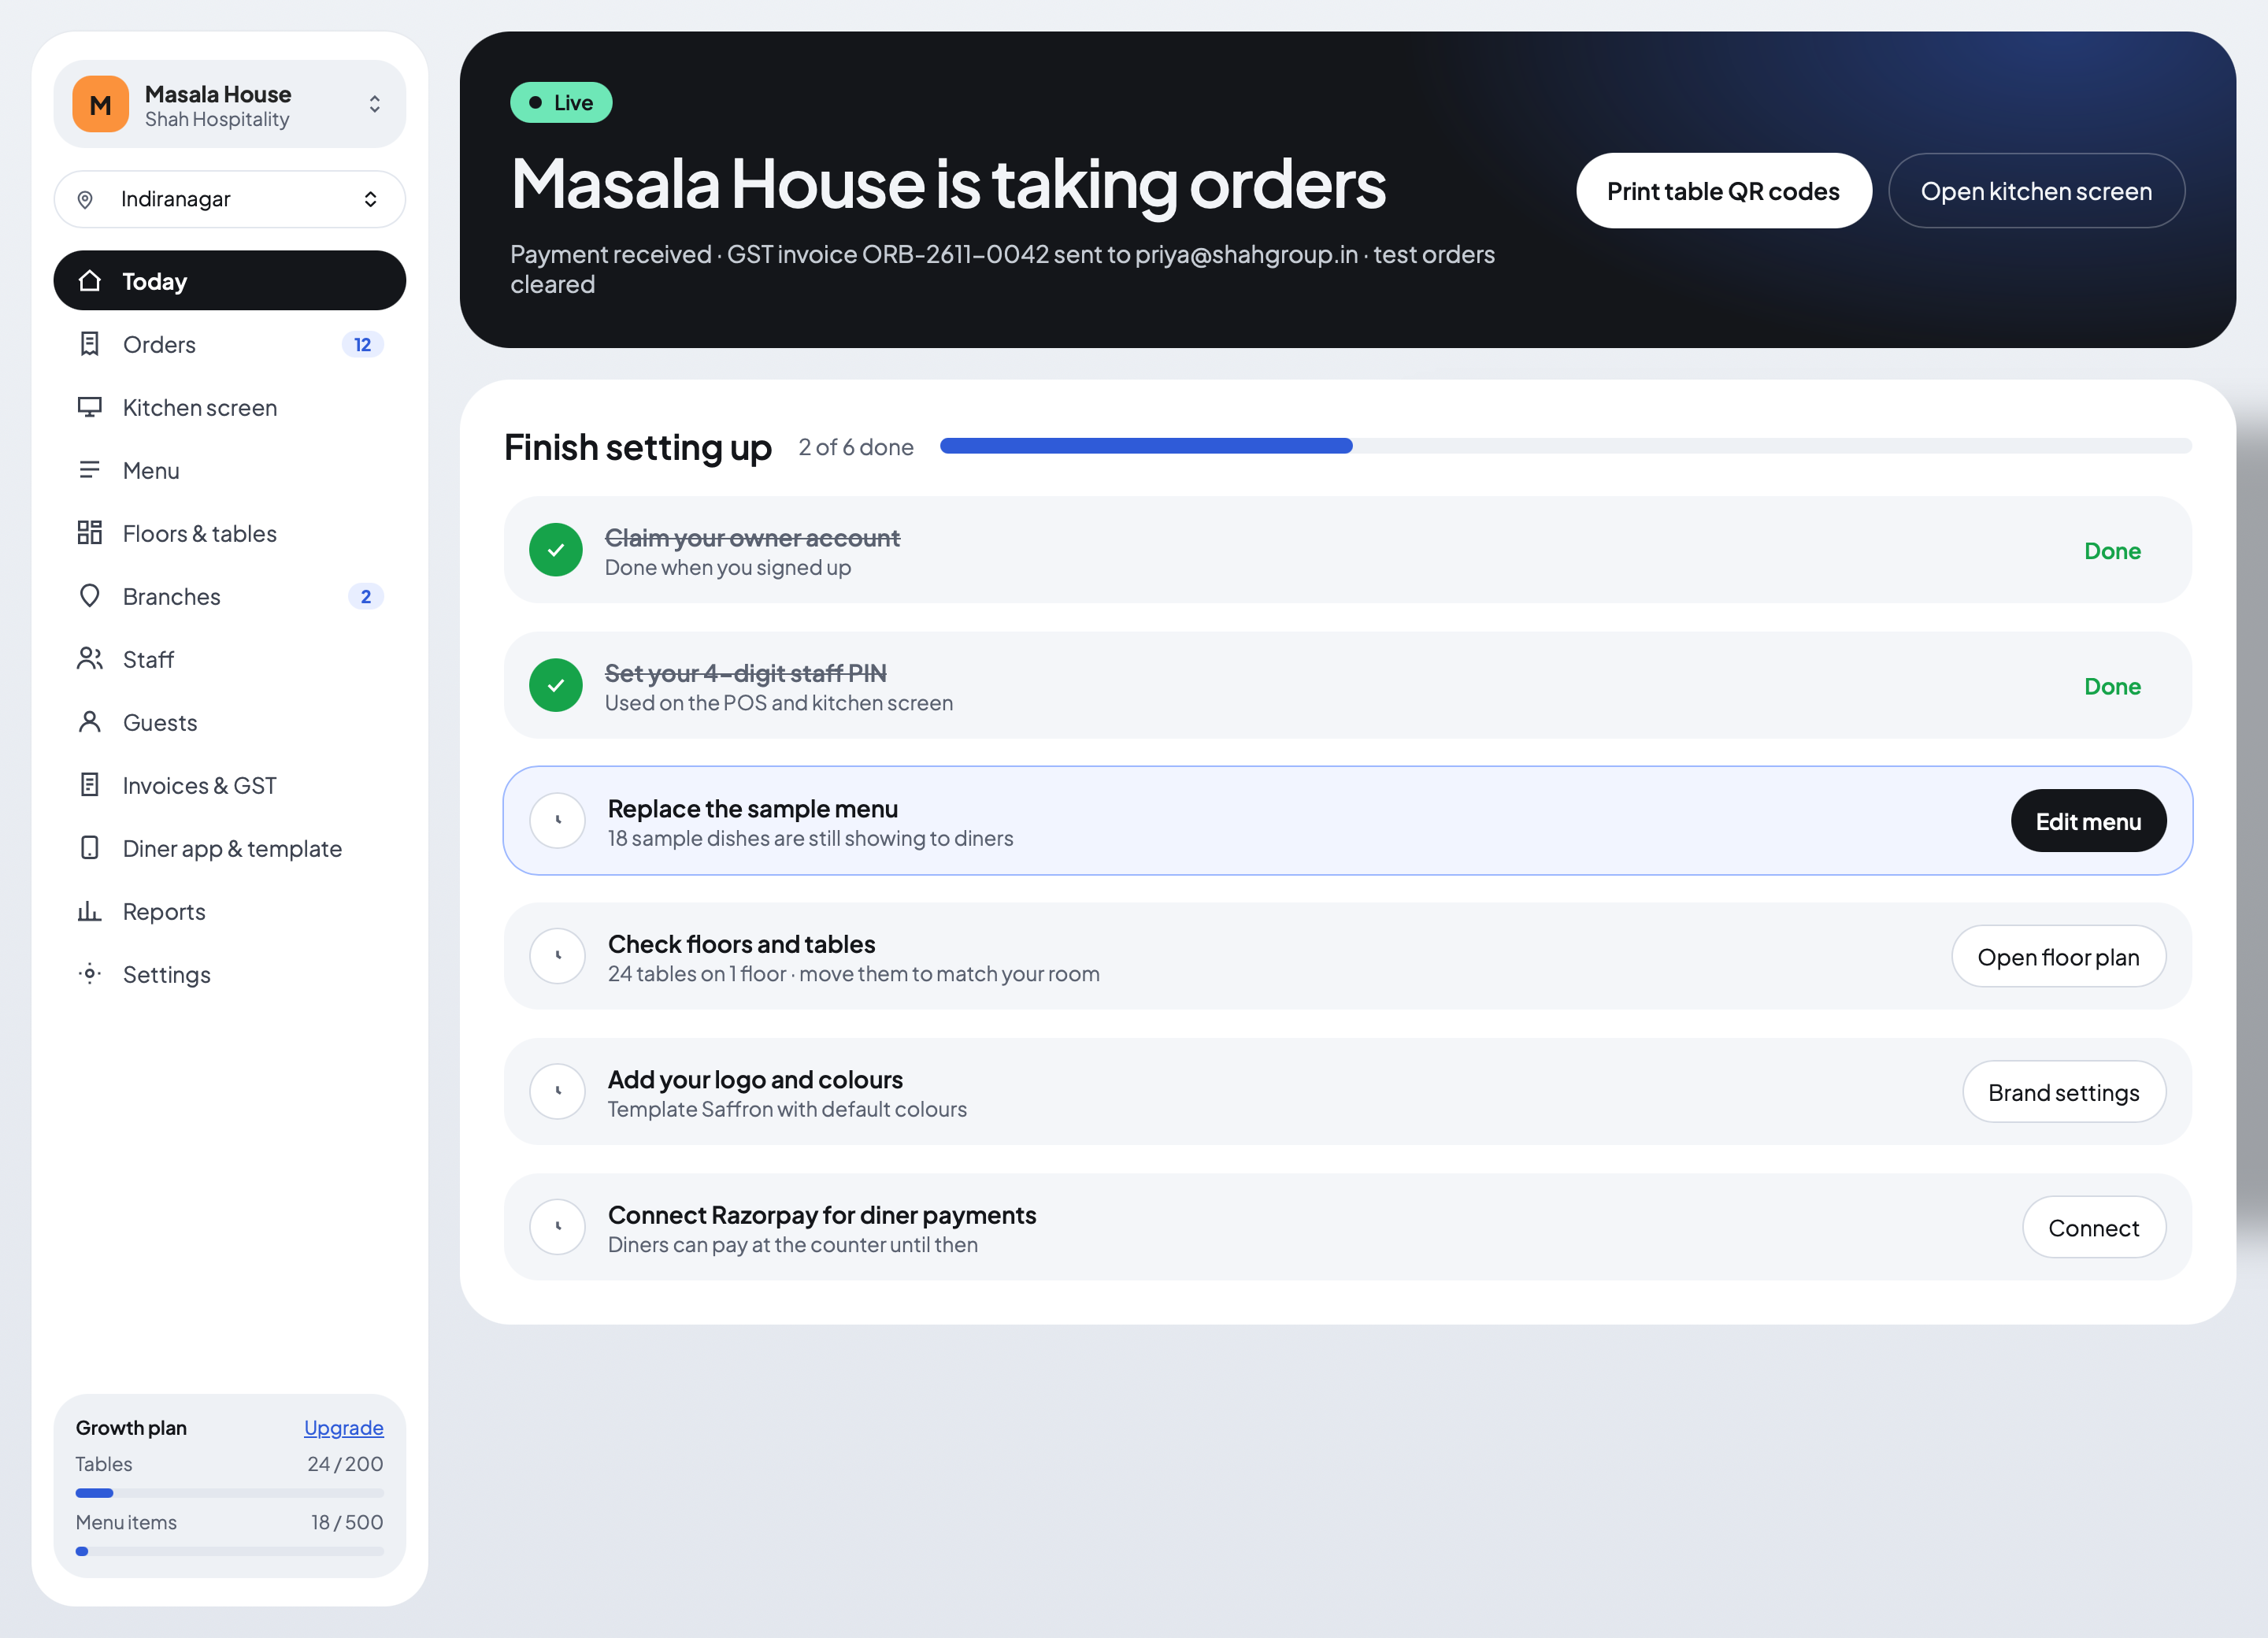 M
Masala House
Shah Hospitality
Indiranagar
Today
Orders 12
Kitchen screen
Menu
Floors & tables
Branches 2
Staff
Guests
Invoices & GST
Diner app & template
Reports
Settings
Growth plan Upgrade
Tables 24 / 200
Menu items 18 / 500
Live
Masala House is taking orders
Payment received · GST invoice ORB-2611-0042 sent to priya@shahgroup.in · test orders
cleared
Print table QR codes
Open kitchen screen
Finish setting up 2 of 6 done
Claim your owner account
Done when you signed up
Done
Set your 4-digit staff PIN
Used on the POS and kitchen screen
Done
Replace the sample menu
18 sample dishes are still showing to diners
Edit menu
Check floors and tables
24 tables on 1 floor · move them to match your room
Open floor plan
Add your logo and colours
Template Saffron with default colours
Brand settings
Connect Razorpay for diner payments
Diners can pay at the counter until then
Connect